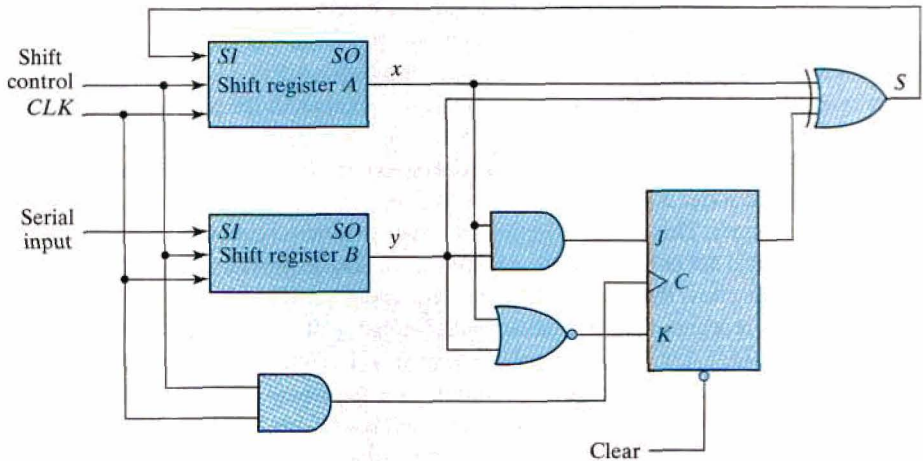 Shift
control
CLK
SI SO
Shift register A
x
S
Serial
input
SI SO
Shift register B
y
J
C
K
Clear